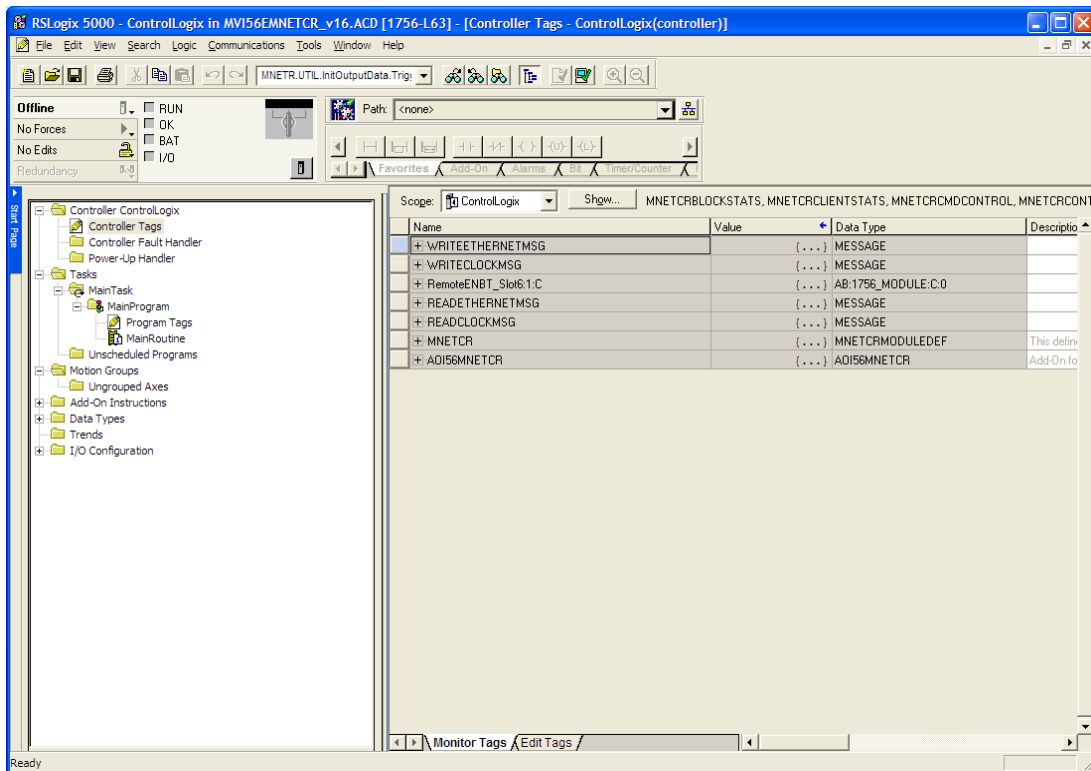 RSLogix 5000 - ControlLogix in MVI56EMNETCR_v16.ACD [1756-L63] - [Controller Tags - ControlLogix(controller)]
File Edit View Search Logic Communications Tools Window Help
MNETR.UTIL.InitOutputData.Trig
Offline
RUN
No Forces
OK
No Edits
BAT
Redundancy
I/O
Path: <none>
Favorites Add-On Alarms Bit Timer/Counter
Start Page
Controller ControlLogix
Controller Tags
Controller Fault Handler
Power-Up Handler
Tasks
MainTask
MainProgram
Program Tags
MainRoutine
Unscheduled Programs
Motion Groups
Ungrouped Axes
Add-On Instructions
Data Types
Trends
I/O Configuration
Scope: ControlLogix Show... MNETCRBLOCKSTATS, MNETCRCLIENTSTATS, MNETCRCMDCONTROL, MNETCRCONT
Name Value Data Type Descriptio
WRITEETHERNETMSG {...} MESSAGE
WRITECLOCKMSG {...} MESSAGE
RemoteENBT_Slot6:1:C {...} AB:1756_MODULE:C:0
READETHERNETMSG {...} MESSAGE
READCLOCKMSG {...} MESSAGE
MNETCR {...} MNETCRMODULEDEF This define
AOI56MNETCR {...} AOI56MNETCR Add-On fo
Monitor Tags Edit Tags
Ready